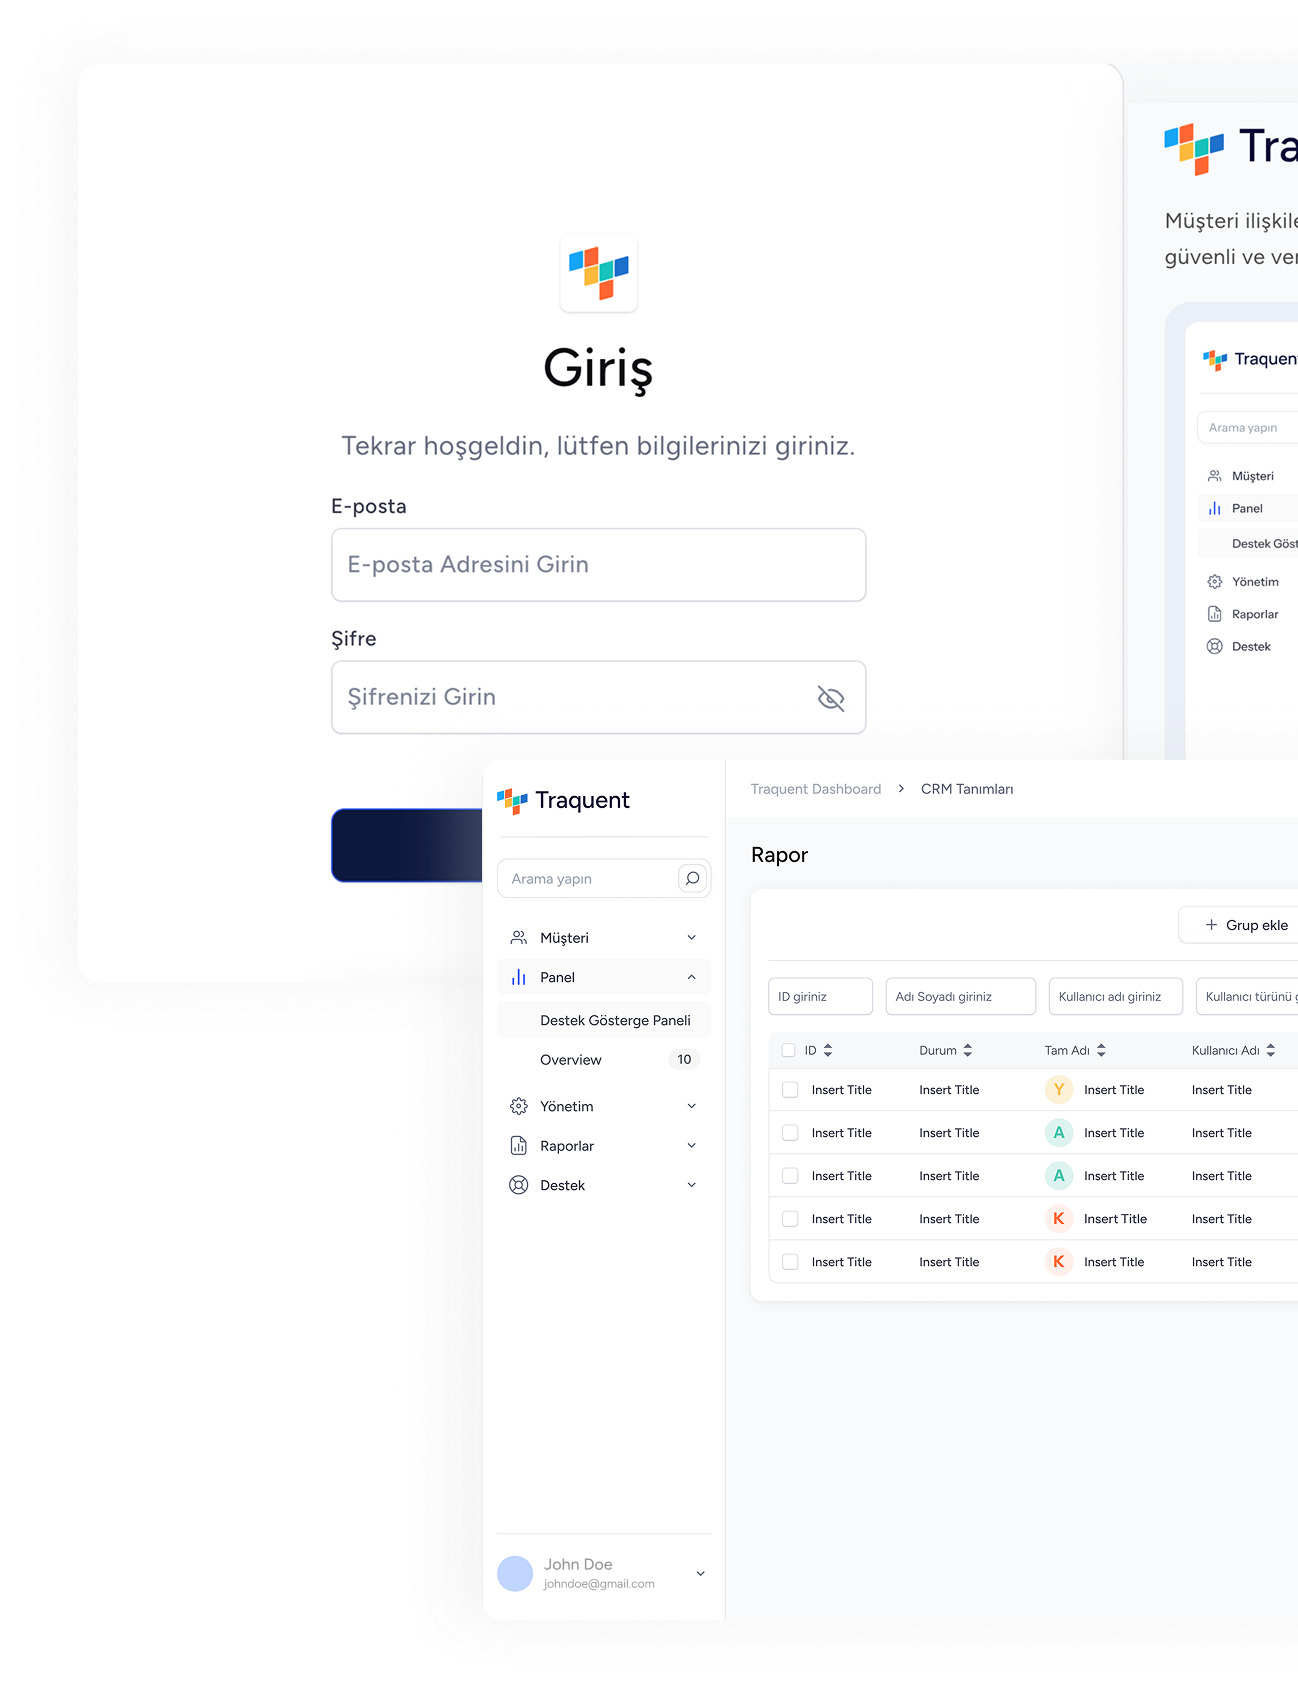 Giriş
Tekrar hoşgeldin, lütfen bilgilerinizi giriniz.
E-posta
E-posta Adresini Girin
Şifre
Şifrenizi Girin
Müşteri
güvenli ve
Arama yapın
Müşteri
Panel
Destek
Yönetim
Raporlar
Destek
Traquent
Arama yapın
Müşteri
Panel
Destek Gösterge Paneli
Overview 10
Yönetim
Raporlar
Destek
John Doe
johndoe@gmail.com
Traquent Dashboard > CRM Tanımları
Rapor
+ Grup ekle
ID giriniz Adı Soyadı giriniz Kullanıcı adı giriniz Kullanıcı türünü
ID Durum Tam Adı Kullanıcı Adı
Insert Title Insert Title Y Insert Title Insert Title
Insert Title Insert Title A Insert Title Insert Title
Insert Title Insert Title A Insert Title Insert Title
Insert Title Insert Title K Insert Title Insert Title
Insert Title Insert Title K Insert Title Insert Title